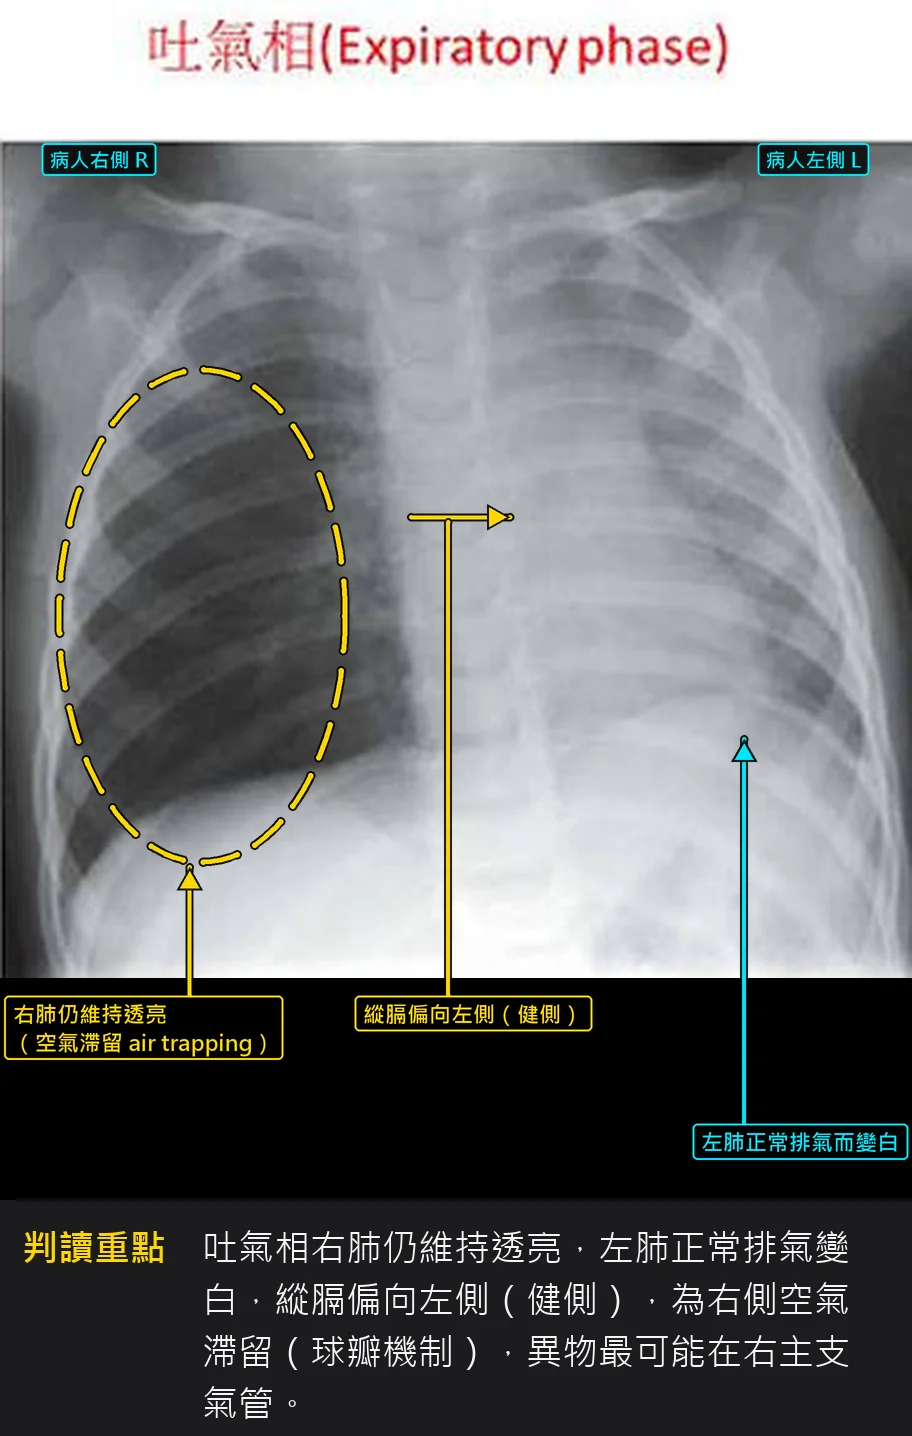 吐氣相(Expiratory phase)
病人右側 R
病人左側 L
右肺仍維持透亮
（空氣滯留 air trapping）
縱膈偏向左側（健側）
左肺正常排氣而變白
判讀重點
吐氣相右肺仍維持透亮，左肺正常排氣變
白，縱膈偏向左側（健側），為右側空氣
滯留（球瓣機制），異物最可能在右主支
氣管。